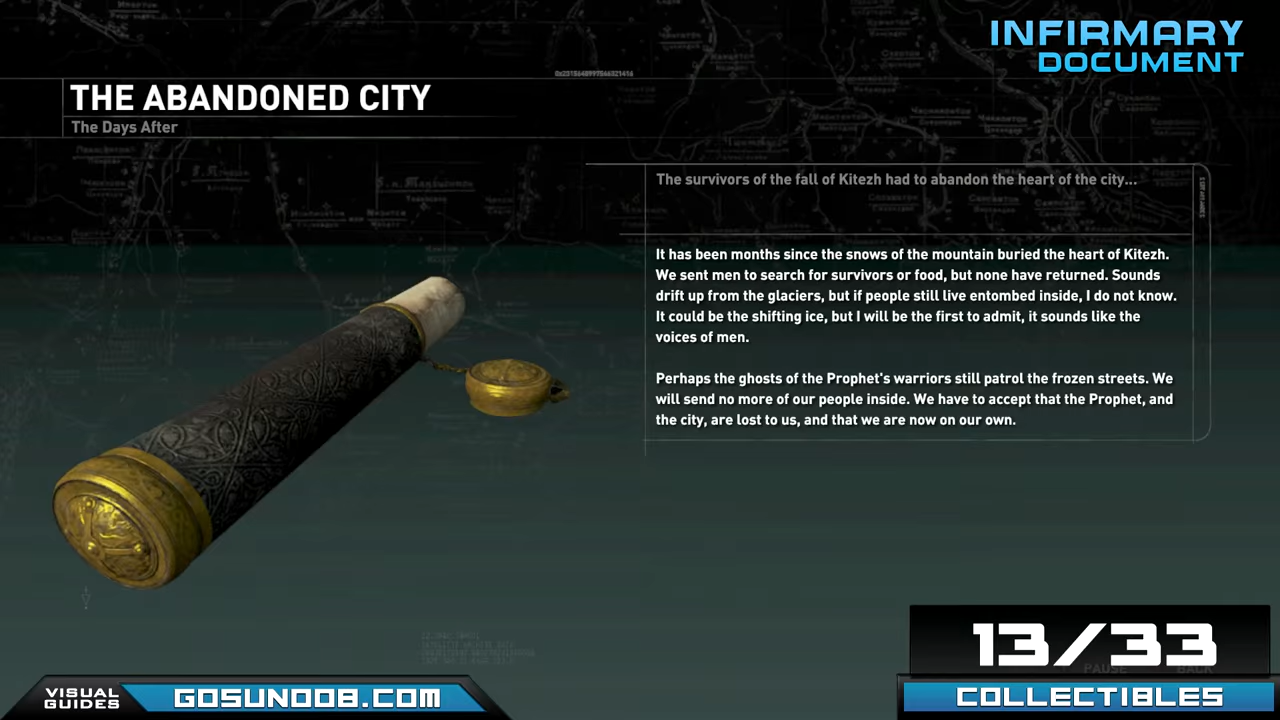 INFIRMARY
DOCUMENT
0x2315648997566321416
THE ABANDONED CITY
The Days After
The survivors of the fall of Kitezh had to abandon the heart of the city...
It has been months since the snows of the mountain buried the heart of Kitezh.
We sent men to search for survivors or food, but none have returned. Sounds
drift up from the glaciers, but if people still live entombed inside, I do not know.
It could be the shifting ice, but I will be the first to admit, it sounds like the
voices of men.
Perhaps the ghosts of the Prophet's warriors still patrol the frozen streets. We
will send no more of our people inside. We have to accept that the Prophet, and
the city, are lost to us, and that we are now on our own.
13/33
PAUSE BACK
COLLECTIBLES
VISUAL
GUIDES
GOSUNOOB.COM